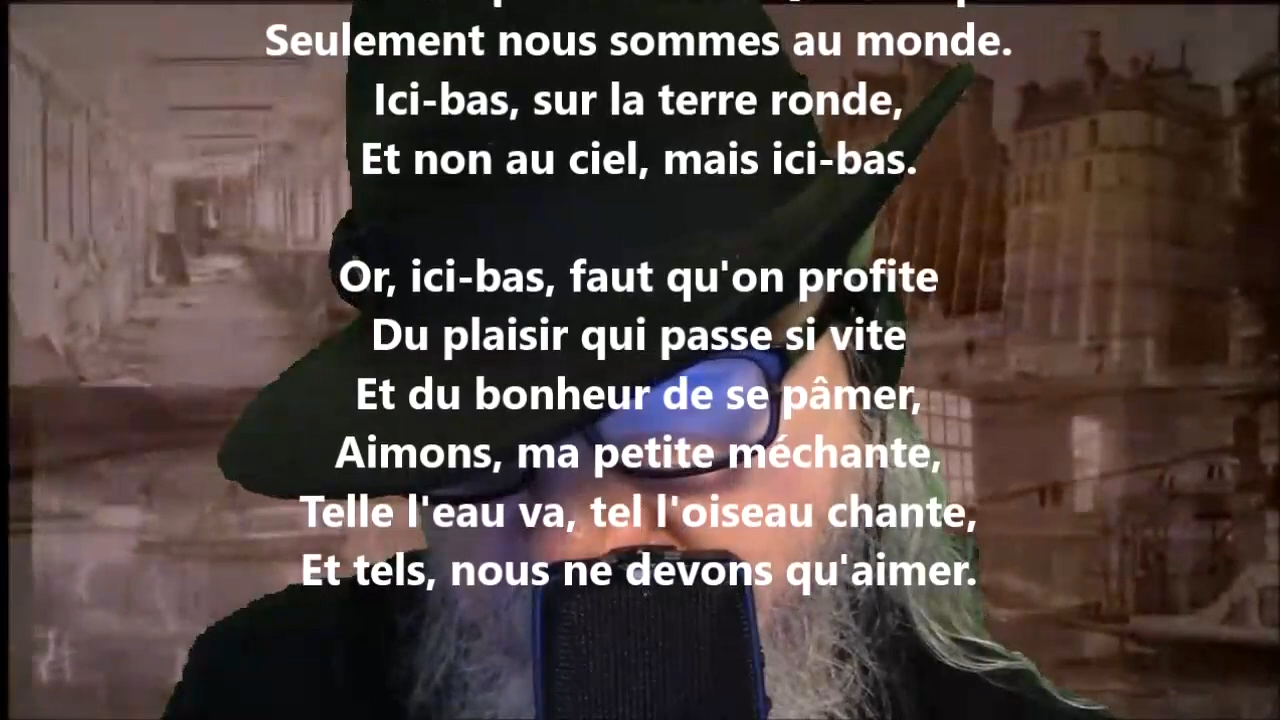 Seulement nous sommes au monde.
Ici-bas, sur la terre ronde,
Et non au ciel, mais ici-bas.
Or, ici-bas, faut qu'on profite
Du plaisir qui passe si vite
Et du bonheur de se pâmer,
Aimons, ma petite méchante,
Telle l'eau va, tel l'oiseau chante,
Et tels, nous ne devons qu'aimer.